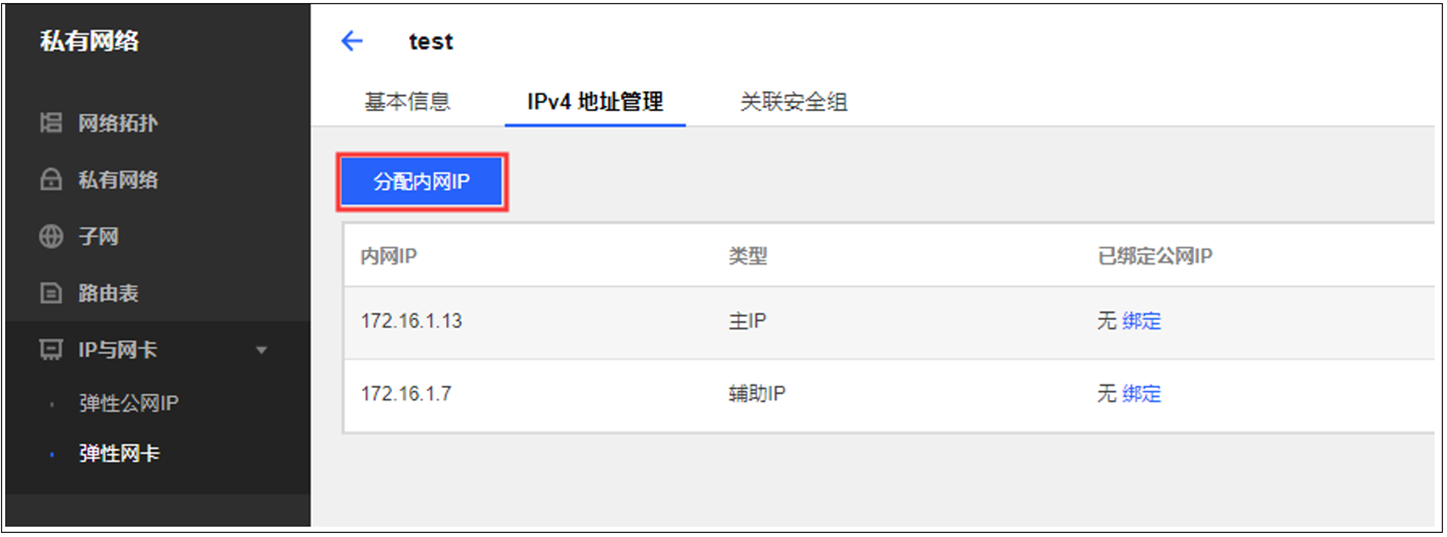 私有网络
网络拓扑
私有网络
子网
路由表
IP与网卡
弹性公网IP
弹性网卡
test
基本信息 IPv4 地址管理 关联安全组
分配内网IP
内网IP 类型 已绑定公网IP
172.16.1.13 主IP 无 绑定
172.16.1.7 辅助IP 无 绑定